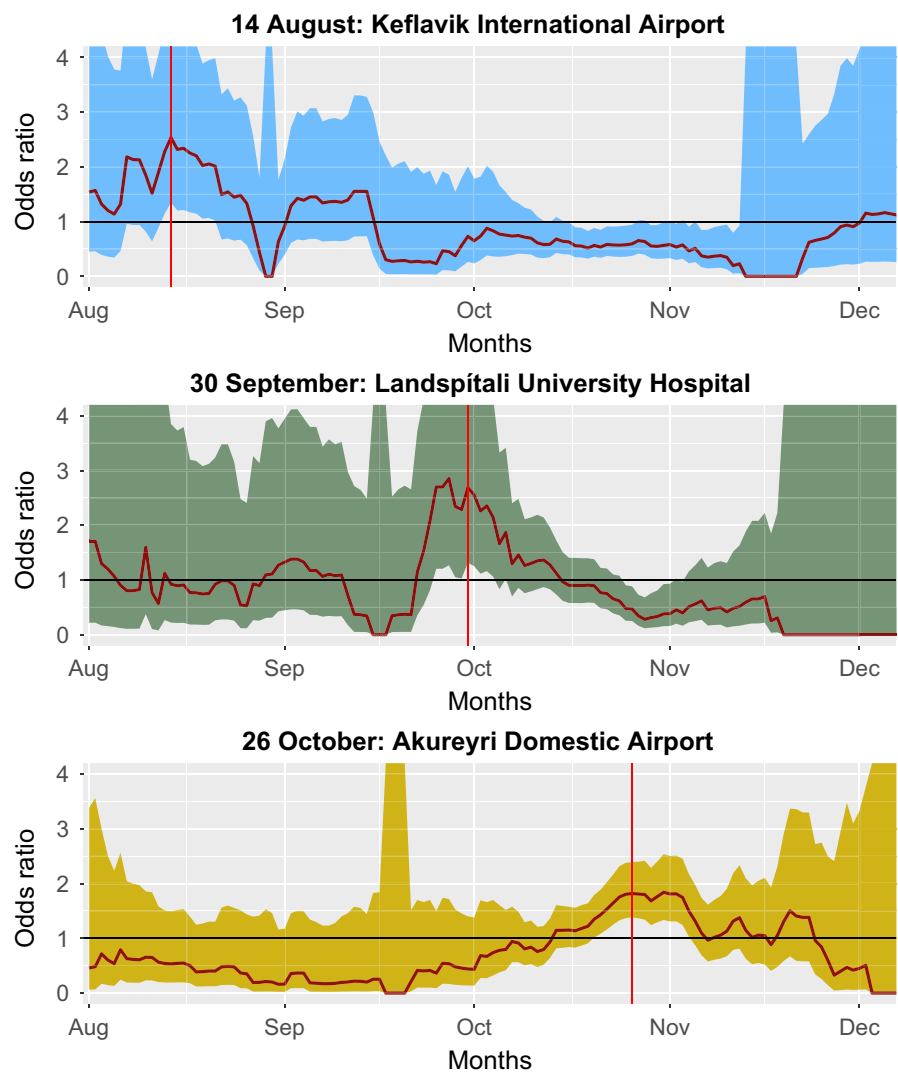 14 August: Keflavik International Airport
4
3
2
1
0
Odds ratio
Aug Sep Oct Nov Dec
Months
30 September: Landspítali University Hospital
4
3
2
1
0
Odds ratio
Aug Sep Oct Nov Dec
Months
26 October: Akureyri Domestic Airport
4
3
2
1
0
Odds ratio
Aug Sep Oct Nov Dec
Months